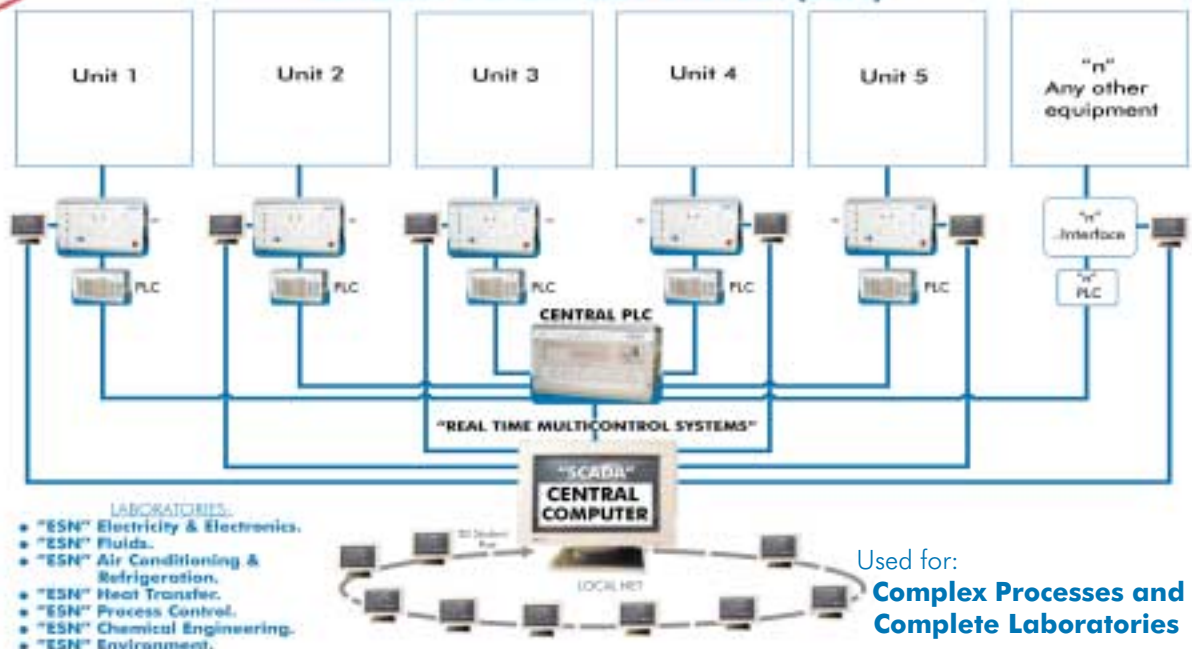 Unit 1
Unit 2
Unit 3
Unit 4
Unit 5
"n"
Any other
equipment
"n"
Interface
PLC
PLC
PLC
PLC
PLC
"n"
PLC
CENTRAL PLC
"REAL TIME MULTICONTROL SYSTEMS"
"SCADA"
CENTRAL
COMPUTER
LABORATORIES:
• "ESN" Electricity & Electronics.
• "ESN" Fluids.
• "ESN" Air Conditioning &
Refrigeration.
• "ESN" Heat Transfer.
• "ESN" Process Control.
• "ESN" Chemical Engineering.
• "ESN" Environment.
LOCAL NET
Used for:
Complex Processes and
Complete Laboratories